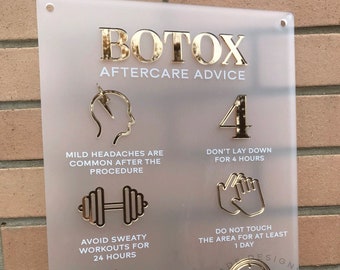 BOTOX
AFTERCARE ADVICE
MILD HEADACHES ARE
COMMON AFTER THE
PROCEDURE
4
DON'T LAY DOWN
FOR 4 HOURS
AVOID SWEATY
WORKOUTS FOR
24 HOURS
DO NOT TOUCH
THE AREA FOR AT LEAST
1 DAY
DESIGN